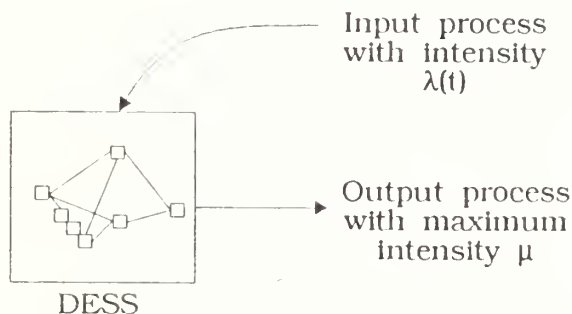 Input process
with intensity
λ(t)
Output process
with maximum
intensity μ
DESS